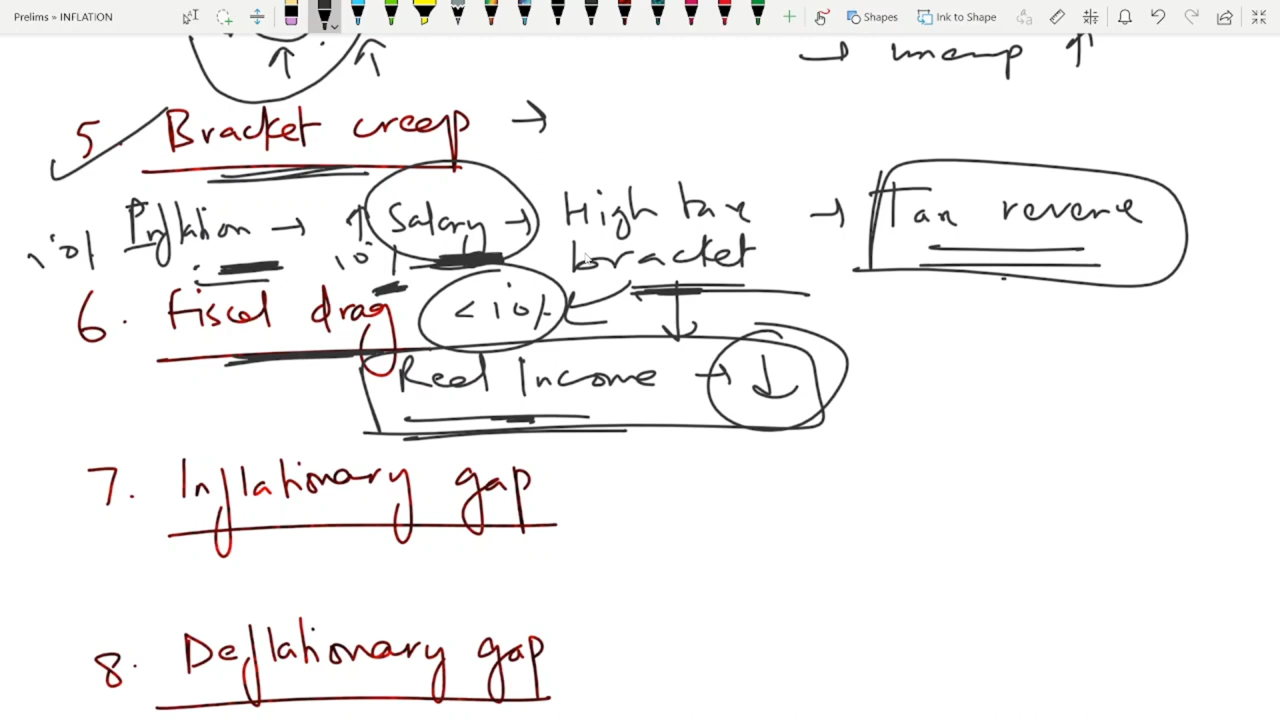 Prelims » INFLATION
Shapes
Ink to Shape
→ unemp ↑
5. Bracket creep →
10% Inflation → ↑ Salary → High tax bracket → Tax revenue
10%
6. Fiscal drag < 10%
Real Income → ↓
7. Inflationary gap
8. Deflationary gap